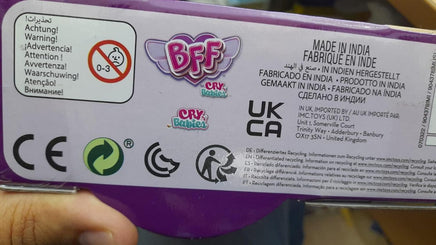 تحذيرات!
Warning!
Advertencia!
Attention !
Avvertenza!
Waarschuwing!
Atenção!
Внимание!
0-3
BFF
CRY Babies
CRY
Babies
MADE IN INDIA
FABRIQUÉ EN INDE
صنع في الهند • IN INDIEN HERGESTELLT
FABRICADO EN INDIA • PRODOTTO IN INDIA
GEMAAKT IN INDIA • FABRICADO NA ÍNDIA
СДЕЛАНО В ИНДИИ
UK
CA
IN UK, IMPORTED BY / AU UK IMPORTÉ PAR
IMC.TOYS (UK) LTD.
Unit 1, Somerville Court
Trinity Way - Adderbury - Banbury
OX17 3SN - United Kingdom
CE
®